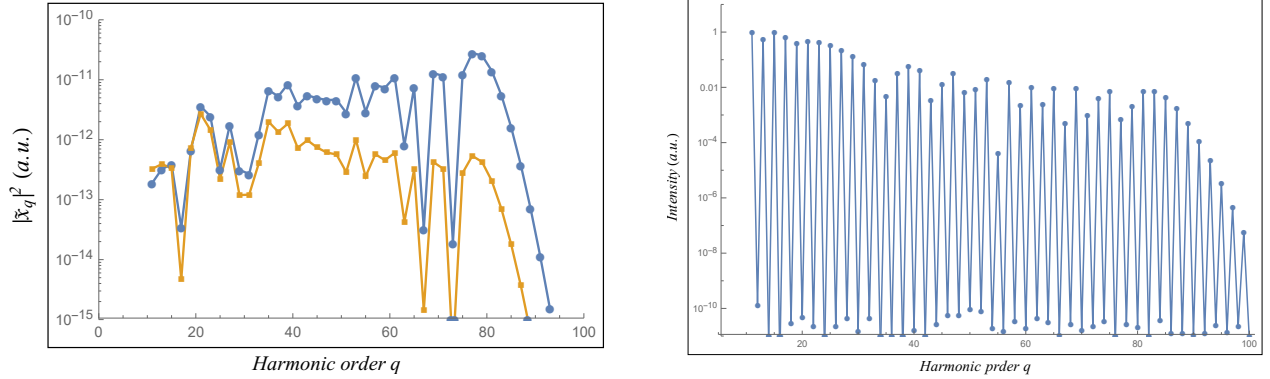 10⁻¹⁰
10⁻¹¹
10⁻¹²
10⁻¹³
10⁻¹⁴
10⁻¹⁵
|x̃_q|² (a. u.)
0 20 40 60 80 100
Harmonic order q
1
0.01
10⁻⁴
10⁻⁶
10⁻⁸
10⁻¹⁰
Intensity (a.u.)
20 40 60 80 100
Harmonic prder q